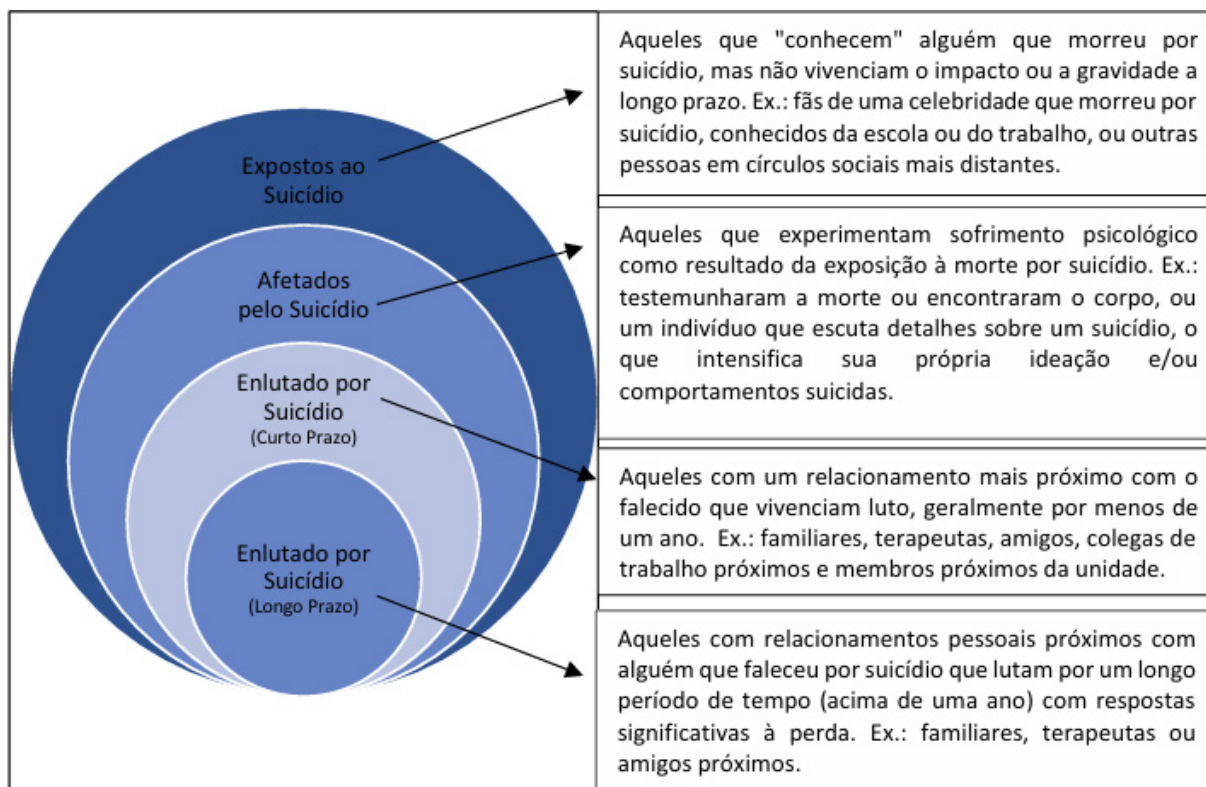 Expostos ao
Suicídio
Afetados
pelo Suicídio
Enlutado por
Suicídio
(Curto Prazo)
Enlutado por
Suicídio
(Longo Prazo)
Aqueles que "conhecem" alguém que morreu por
suicídio, mas não vivenciam o impacto ou a gravidade a
longo prazo. Ex.: fãs de uma celebridade que morreu por
suicídio, conhecidos da escola ou do trabalho, ou outras
pessoas em círculos sociais mais distantes.
Aqueles que experimentam sofrimento psicológico
como resultado da exposição à morte por suicídio. Ex.:
testemunharam a morte ou encontraram o corpo, ou
um indivíduo que escuta detalhes sobre um suicídio, o
que intensifica sua própria ideação e/ou
comportamentos suicidas.
Aqueles com um relacionamento mais próximo com o
falecido que vivenciam luto, geralmente por menos de
um ano. Ex.: familiares, terapeutas, amigos, colegas de
trabalho próximos e membros próximos da unidade.
Aqueles com relacionamentos pessoais próximos com
alguém que faleceu por suicídio que lutam por um longo
período de tempo (acima de uma ano) com respostas
significativas à perda. Ex.: familiares, terapeutas ou
amigos próximos.